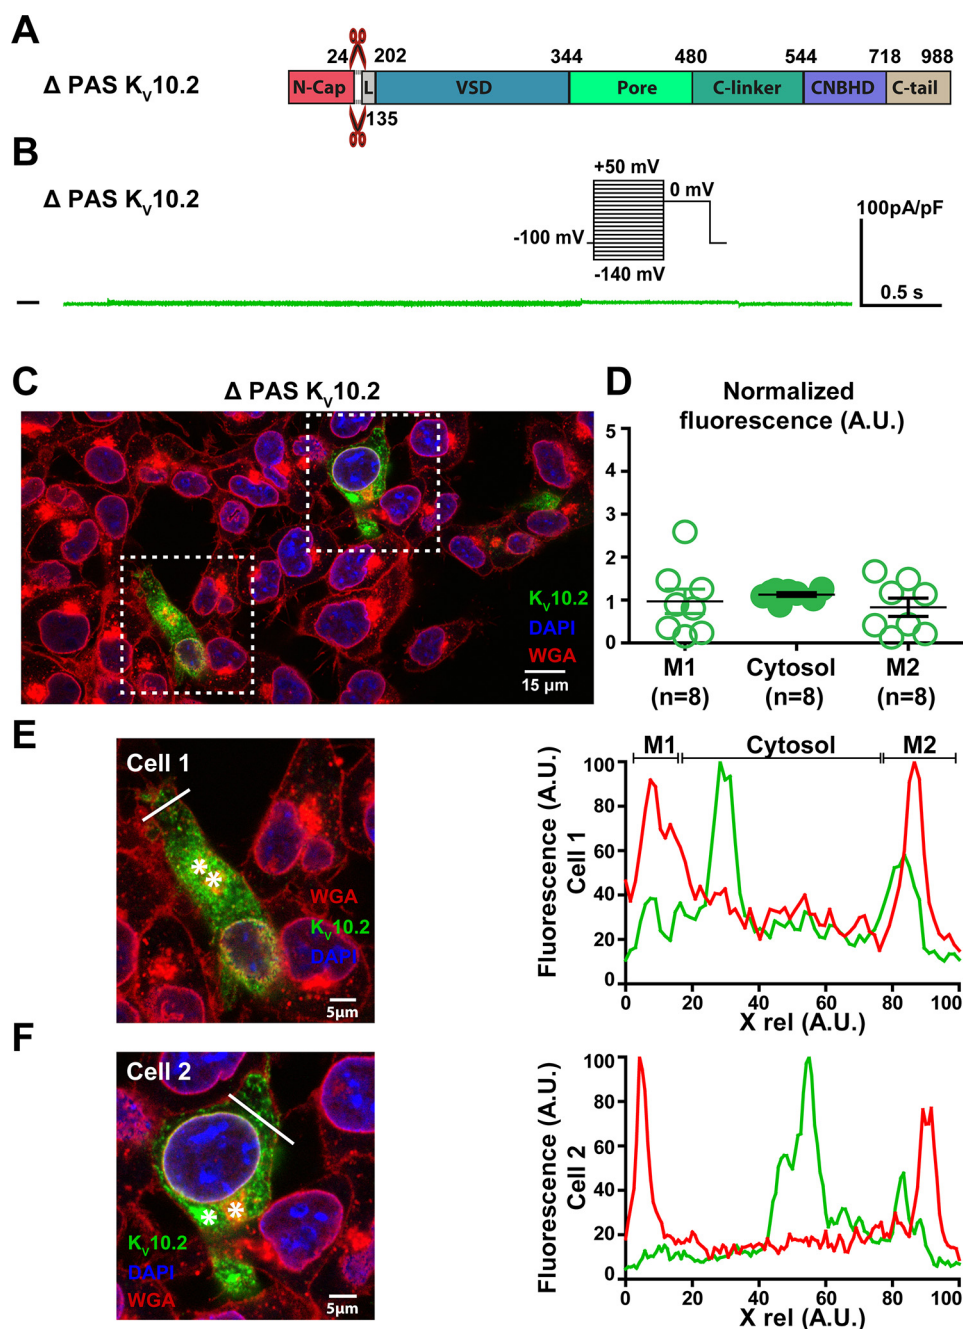 A
24 202 344 480 544 718 988
Δ PAS KV10.2
N-Cap L VSD Pore C-linker CNBHD C-tail
135
B
Δ PAS KV10.2
+50 mV
0 mV
-100 mV
-140 mV
100pA/pF
0.5 s
C
Δ PAS KV10.2
KV10.2
DAPI
WGA
15 µm
D
Normalized
fluorescence (A.U.)
5
4
3
2
1
0
M1 Cytosol M2
(n=8) (n=8) (n=8)
E
Cell 1
**
WGA
KV10.2
DAPI
5µm
M1 Cytosol M2
Fluorescence (A.U.)
Cell 1
100
80
60
40
20
0
0 20 40 60 80 100
X rel (A.U.)
F
Cell 2
* *
KV10.2
DAPI
WGA
5µm
Fluorescence (A.U.)
Cell 2
100
80
60
40
20
0
0 20 40 60 80 100
X rel (A.U.)